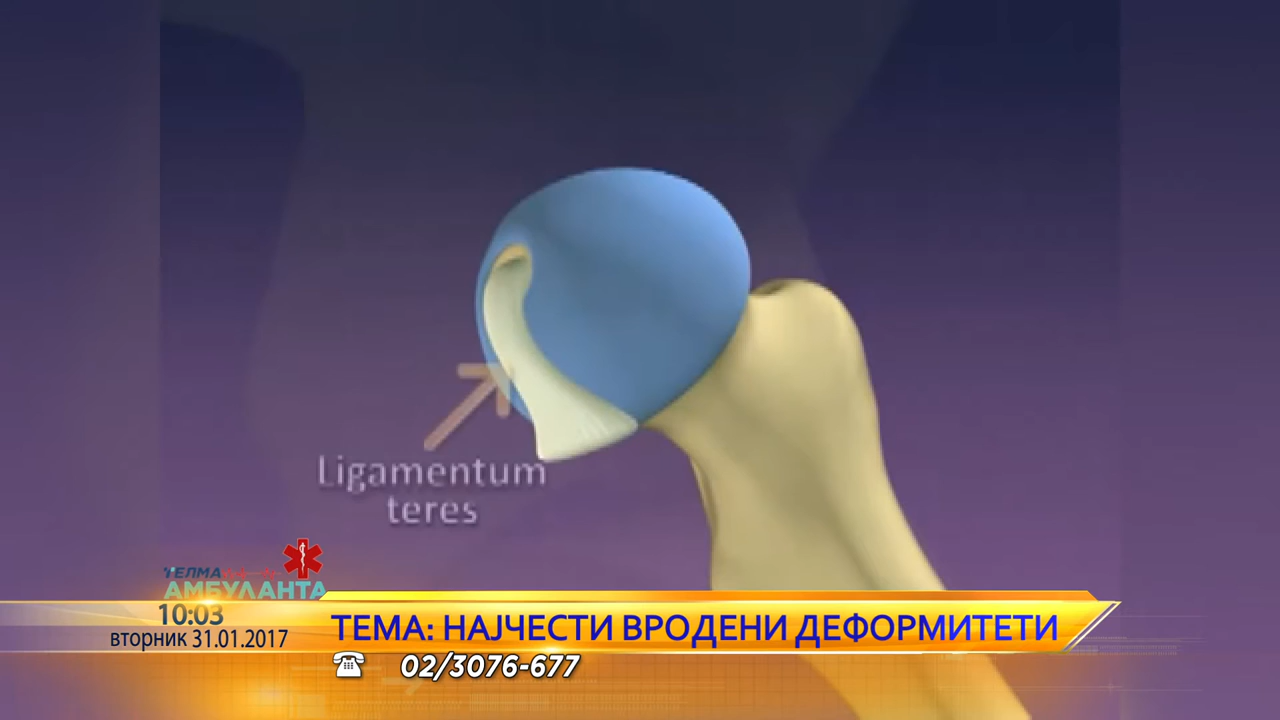 Ligamentum
teres
ТЕЛМА
АМБУЛАНТА
10:03
вторник 31.01.2017
ТЕМА: НАЈЧЕСТИ ВРОДЕНИ ДЕФОРМИТЕТИ
02/3076-677